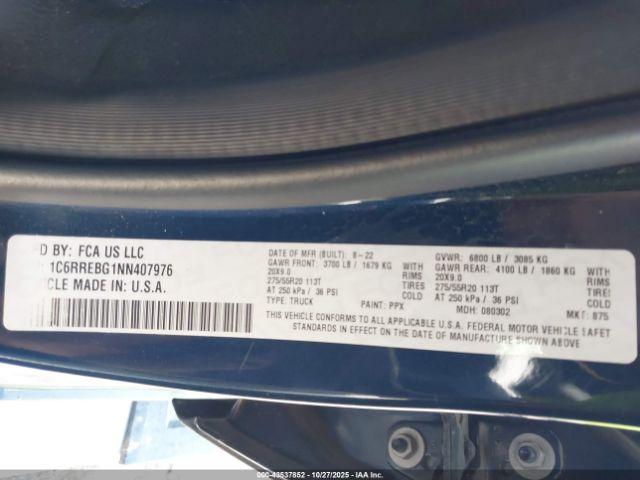 D BY: FCA US LLC
1C6RREBG1NN407976
CLE MADE IN: U.S.A.
DATE OF MFR (BUILT): 8-22
GAWR FRONT: 3700 LB / 1679 KG WITH
20X9.0 RIMS
275/55R20 113T TIRES
AT 250 kPa / 36 PSI COLD
TYPE: TRUCK PAINT: PPX
GVWR: 6800 LB / 3085 KG
GAWR REAR: 4100 LB / 1860 KG WITH
20X9.0 RIMS
275/55R20 113T TIRE
AT 250 kPa / 36 PSI COLD
MDH: 080302 MKT: 875
THIS VEHICLE CONFORMS TO ALL APPLICABLE U.S.A. FEDERAL MOTOR VEHICLE SAFET
STANDARDS IN EFFECT ON THE DATE OF MANUFACTURE SHOWN ABOVE
000-43537852 - 10/27/2025 - IAA Inc.